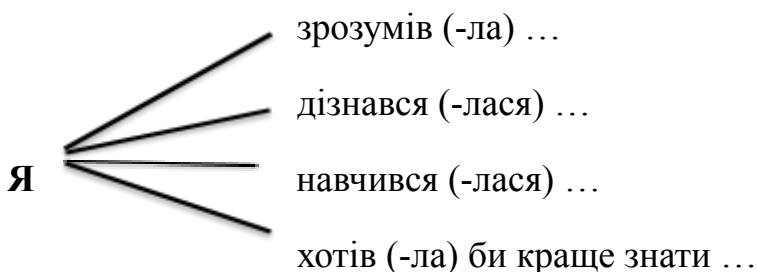 зрозумів (-ла) …
дізнався (-лася) …
Я
навчився (-лася) …
хотів (-ла) би краще знати …